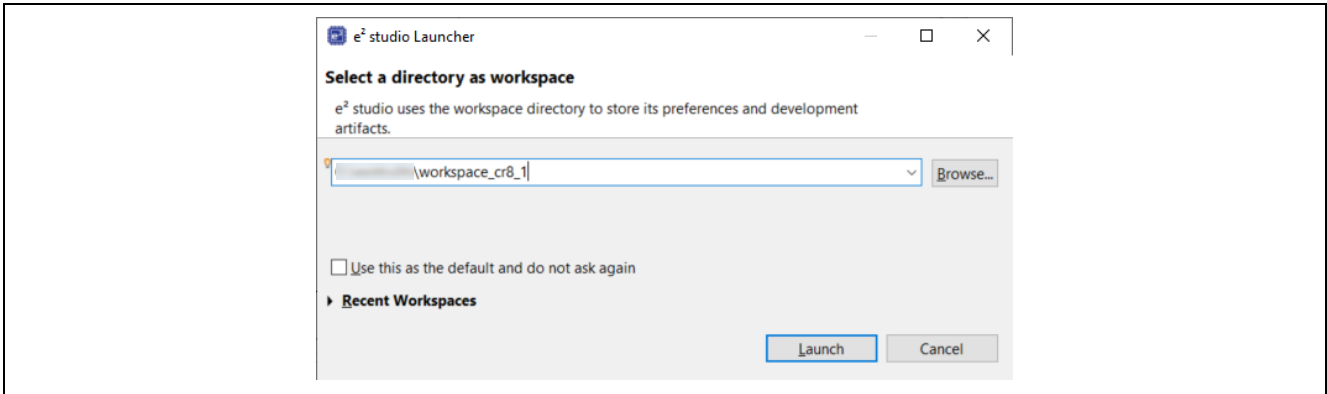 e² studio Launcher
Select a directory as workspace
e² studio uses the workspace directory to store its preferences and development
artifacts.
\workspace_cr8_1
Browse...
Use this as the default and do not ask again
Recent Workspaces
Launch Cancel